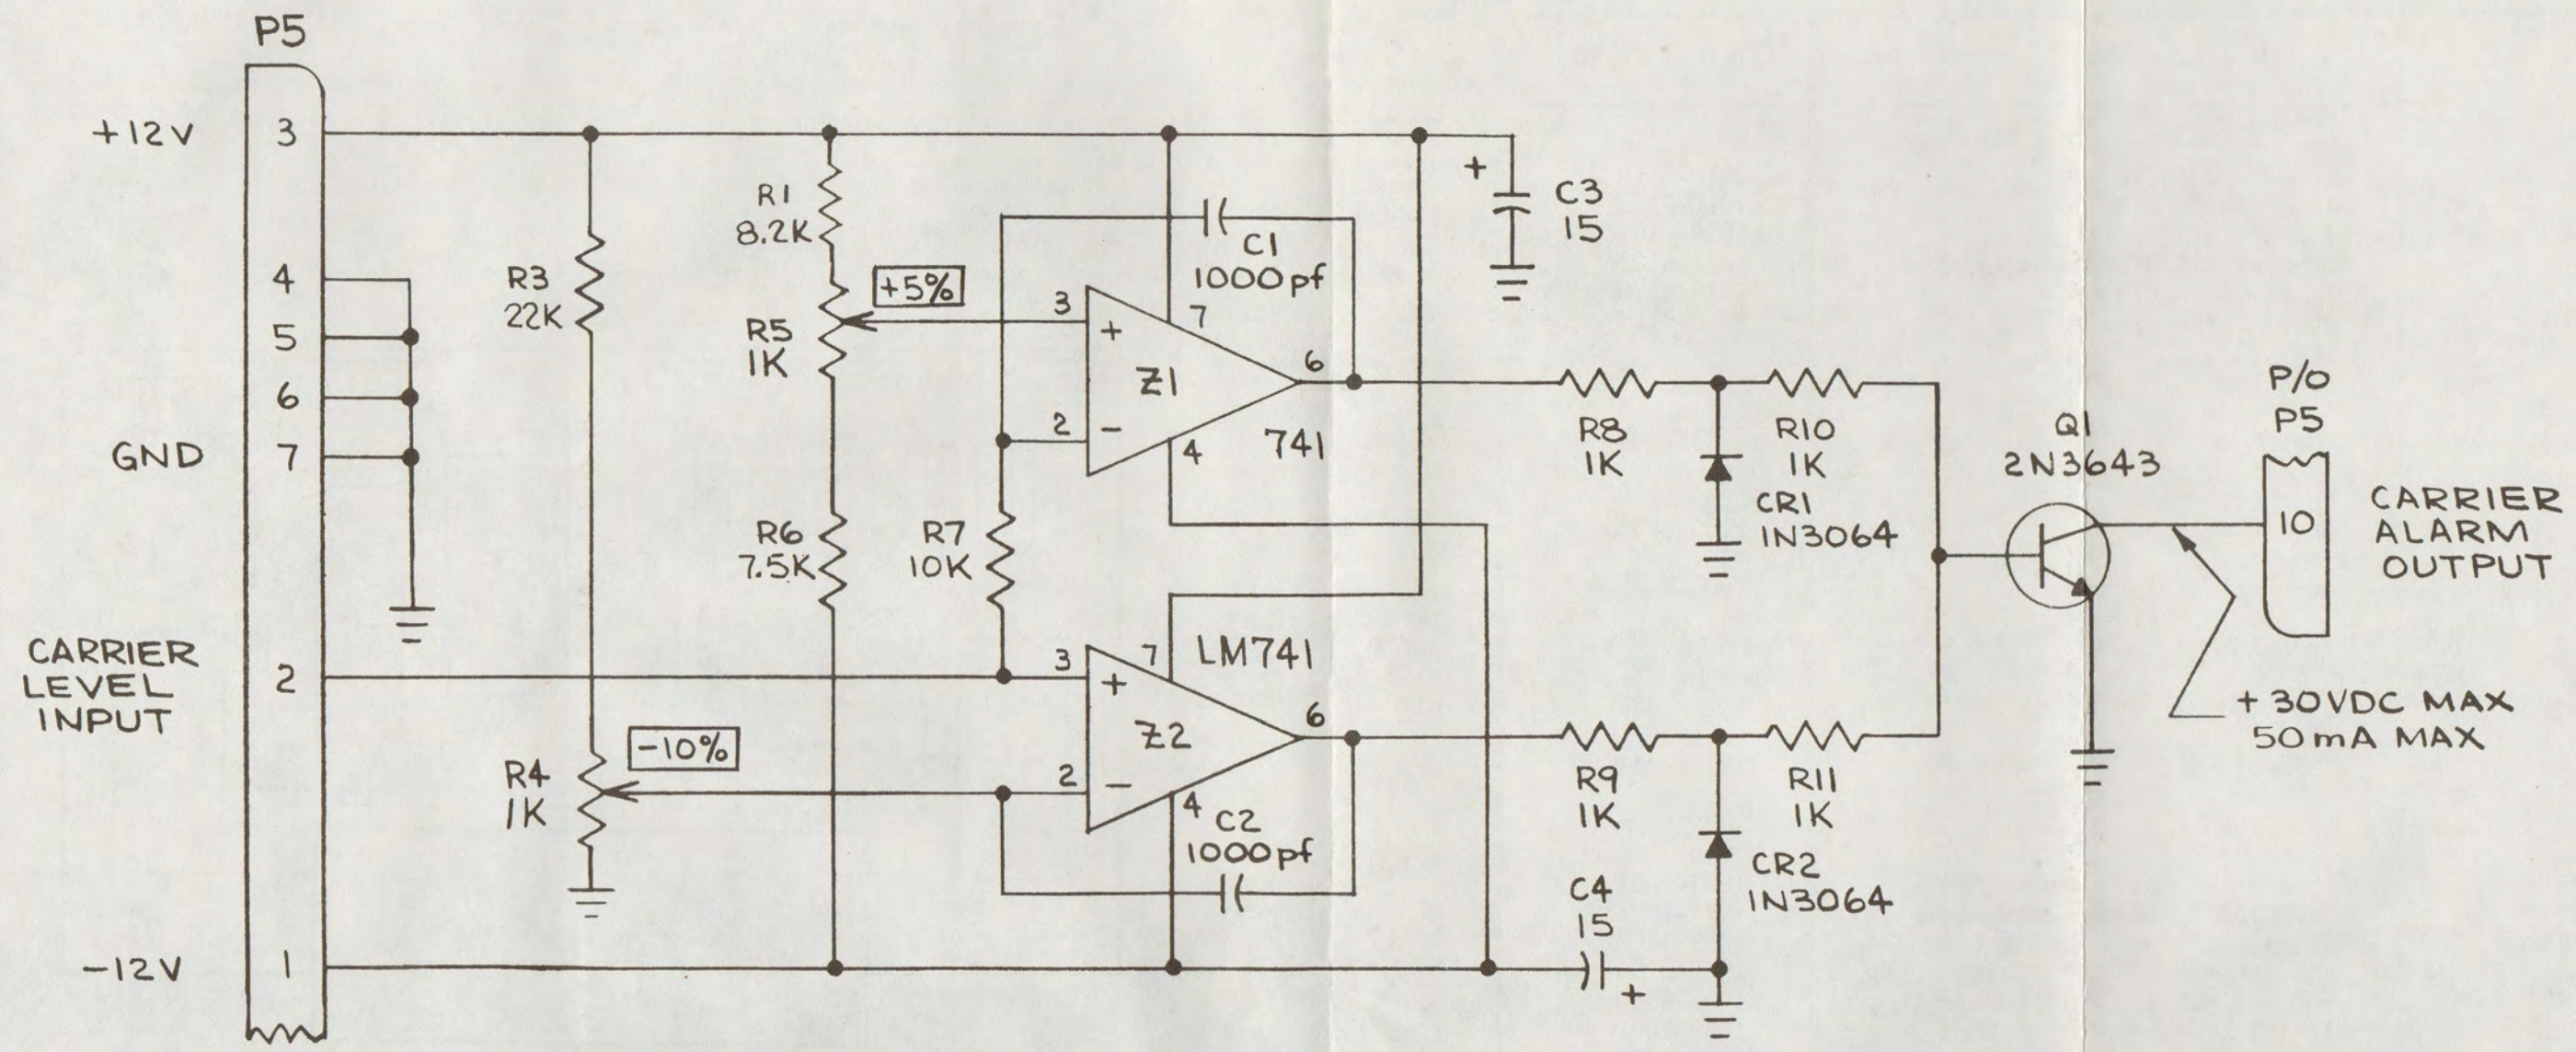 P5
+12V
3
4
5
6
GND
7
CARRIER
LEVEL
INPUT
2
-12V
1
R3
22K
R4
1K
-10%
R1
8.2K
R5
1K
+5%
R6
7.5K
R7
10K
C1
1000pf
3
+
7
Z1
6
2
-
4
741
+
C3
15
3
+
7
LM741
Z2
6
2
-
4
C2
1000pf
R8
1K
R10
1K
CR1
1N3064
R9
1K
R11
1K
CR2
1N3064
C4
15
+
Q1
2N3643
P/O
P5
10
CARRIER
ALARM
OUTPUT
+30VDC MAX
50mA MAX